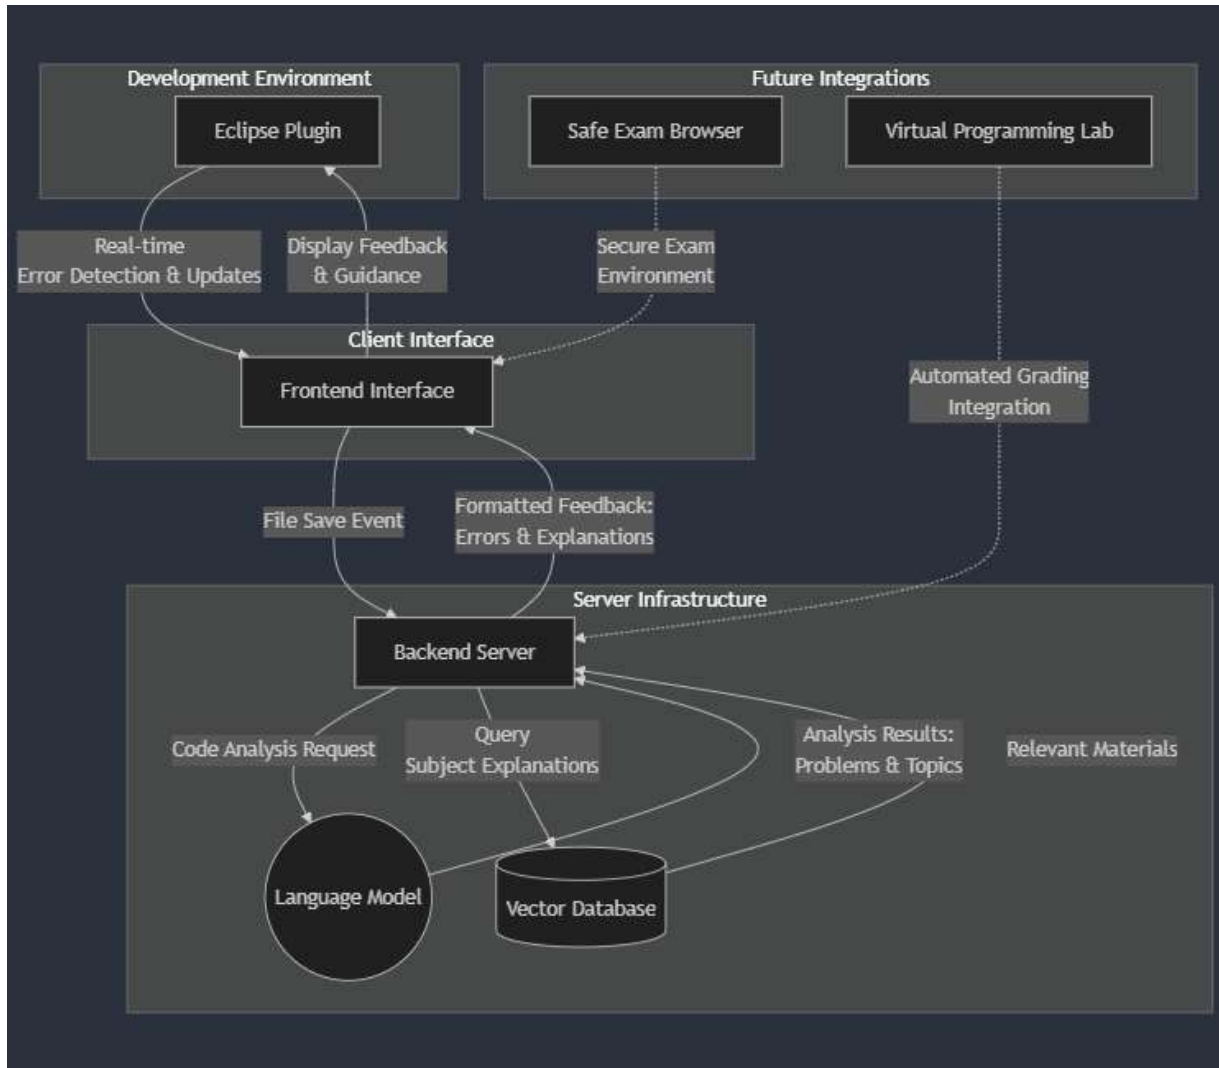 Development Environment
Future Integrations
Eclipse Plugin
Safe Exam Browser
Virtual Programming Lab
Real-time
Error Detection & Updates
Display Feedback
& Guidance
Secure Exam
Environment
Client Interface
Frontend Interface
Automated Grading
Integration
File Save Event
Formatted Feedback:
Errors & Explanations
Server Infrastructure
Backend Server
Code Analysis Request
Query
Subject Explanations
Analysis Results:
Problems & Topics
Relevant Materials
Language Model
Vector Database